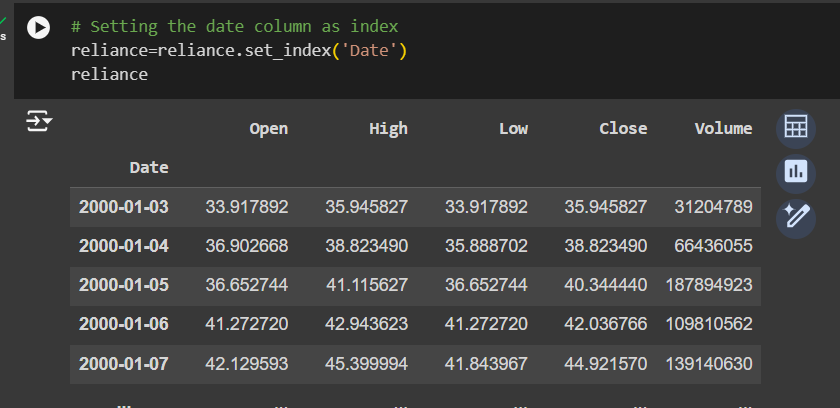 # Setting the date column as index
s
reliance=reliance.set_index('Date')
reliance
Open High Low Close Volume
Date
2000-01-03 33.917892 35.945827 33.917892 35.945827 31204789
2000-01-04 36.902668 38.823490 35.888702 38.823490 66436055
2000-01-05 36.652744 41.115627 36.652744 40.344440 187894923
2000-01-06 41.272720 42.943623 41.272720 42.036766 109810562
2000-01-07 42.129593 45.399994 41.843967 44.921570 139140630
... ... ... ... ... ...